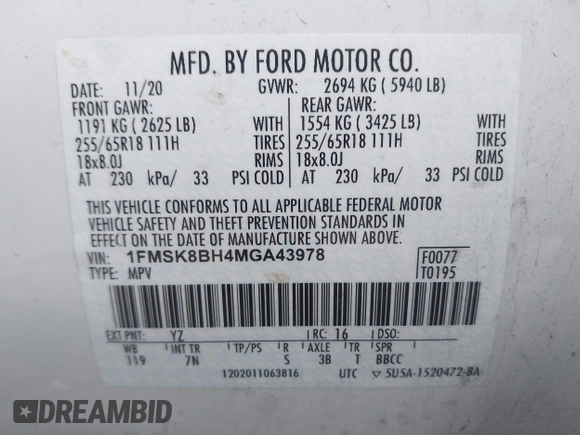 MFD. BY FORD MOTOR CO.
DATE: 11/20 GVWR: 2694 KG ( 5940 LB)
FRONT GAWR: REAR GAWR:
1191 KG ( 2625 LB) WITH 1554 KG ( 3425 LB) WITH
255/65R18 111H TIRES 255/65R18 111H TIRES
18x8.0J RIMS 18x8.0J RIMS
AT 230 kPa/ 33 PSI COLD AT 230 kPa/ 33 PSI COLD
THIS VEHICLE CONFORMS TO ALL APPLICABLE FEDERAL MOTOR
VEHICLE SAFETY AND THEFT PREVENTION STANDARDS IN
EFFECT ON THE DATE OF MANUFACTURE SHOWN ABOVE.
VIN: 1FMSK8BH4MGA43978 F0077
TYPE: MPV T0195
EXT PNT: YZ RC: 16 DSO:
WB INT TR TP/PS R AXLE TR SPR
119 7N S 3B T BBCC
1202011063816 UTC ▽ 5U5A-1520472-BA
DREAMBID